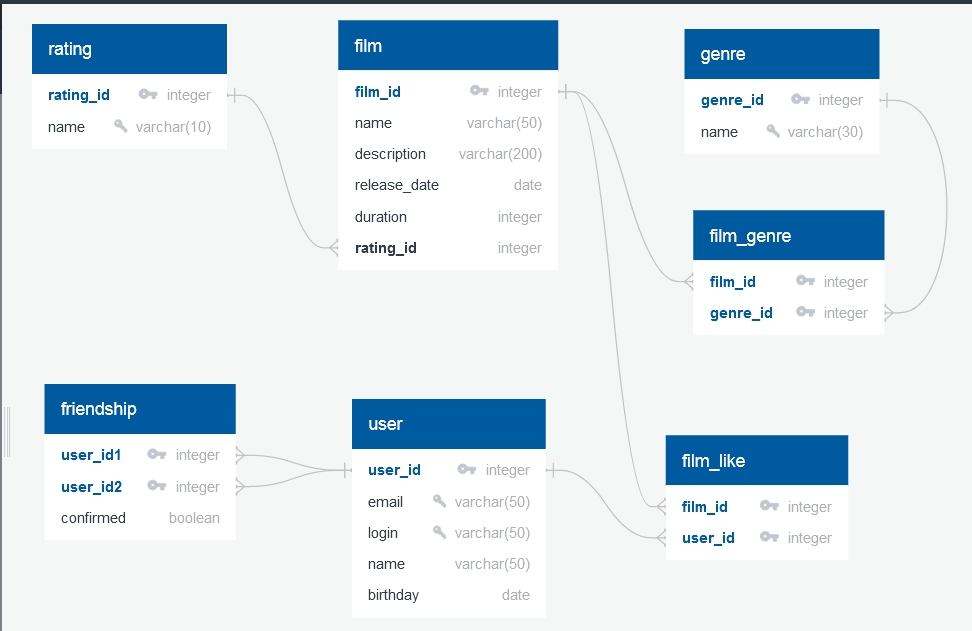 rating
rating_id integer
name varchar(10)
film
film_id integer
name varchar(50)
description varchar(200)
release_date date
duration integer
rating_id integer
genre
genre_id integer
name varchar(30)
film_genre
film_id integer
genre_id integer
friendship
user_id1 integer
user_id2 integer
confirmed boolean
user
user_id integer
email varchar(50)
login varchar(50)
name varchar(50)
birthday date
film_like
film_id integer
user_id integer